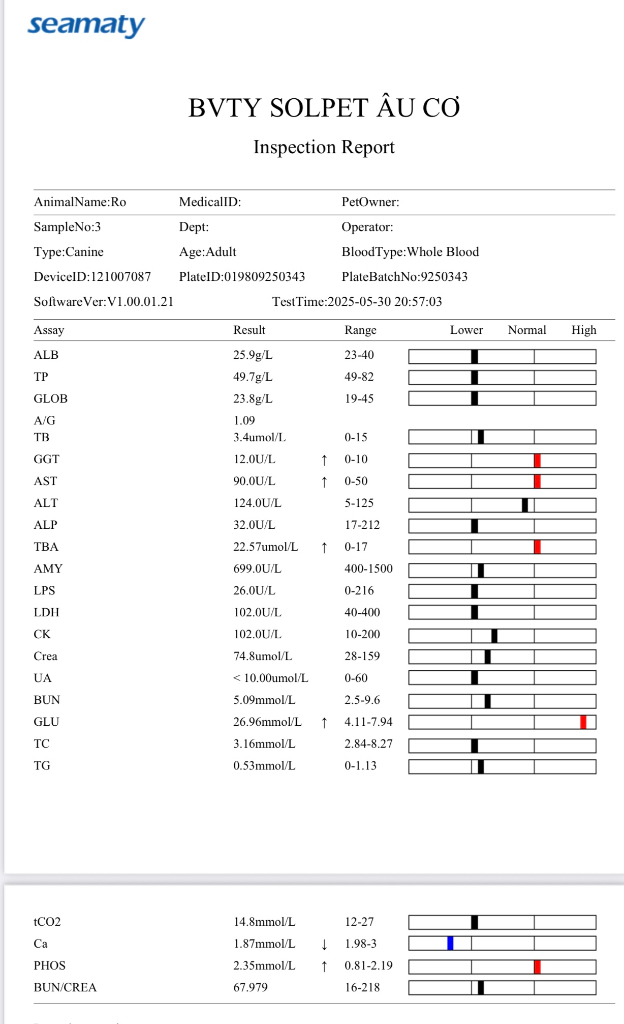 seamaty
BVTY SOLPET ÂU CƠ
Inspection Report
AnimalName:Ro MedicalID: PetOwner:
SampleNo:3 Dept: Operator:
Type:Canine Age:Adult BloodType:Whole Blood
DeviceID:121007087 PlateID:019809250343 PlateBatchNo:9250343
SoftwareVer:V1.00.01.21 TestTime:2025-05-30 20:57:03
Assay Result Range Lower Normal High
ALB 25.9g/L 23-40
TP 49.7g/L 49-82
GLOB 23.8g/L 19-45
A/G 1.09
TB 3.4umol/L 0-15
GGT 12.0U/L ↑ 0-10
AST 90.0U/L ↑ 0-50
ALT 124.0U/L 5-125
ALP 32.0U/L 17-212
TBA 22.57umol/L ↑ 0-17
AMY 699.0U/L 400-1500
LPS 26.0U/L 0-216
LDH 102.0U/L 40-400
CK 102.0U/L 10-200
Crea 74.8umol/L 28-159
UA < 10.00umol/L 0-60
BUN 5.09mmol/L 2.5-9.6
GLU 26.96mmol/L ↑ 4.11-7.94
TC 3.16mmol/L 2.84-8.27
TG 0.53mmol/L 0-1.13
tCO2 14.8mmol/L 12-27
Ca 1.87mmol/L ↓ 1.98-3
PHOS 2.35mmol/L ↑ 0.81-2.19
BUN/CREA 67.979 16-218